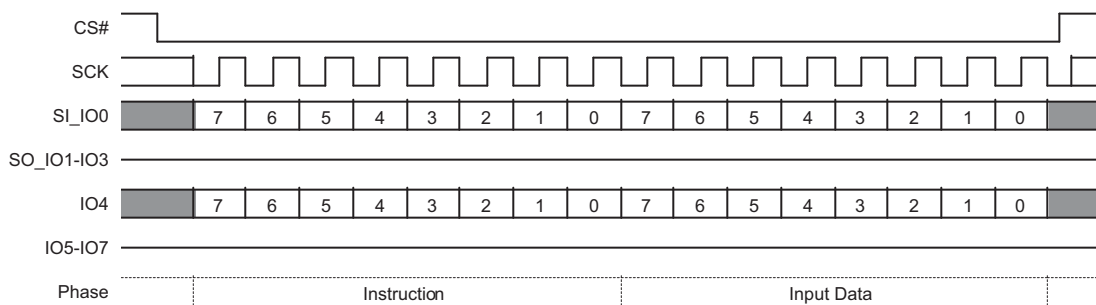 CS#
SCK
SI_IO0 7 6 5 4 3 2 1 0 7 6 5 4 3 2 1 0
SO_IO1-IO3
IO4 7 6 5 4 3 2 1 0 7 6 5 4 3 2 1 0
IO5-IO7
Phase Instruction Input Data